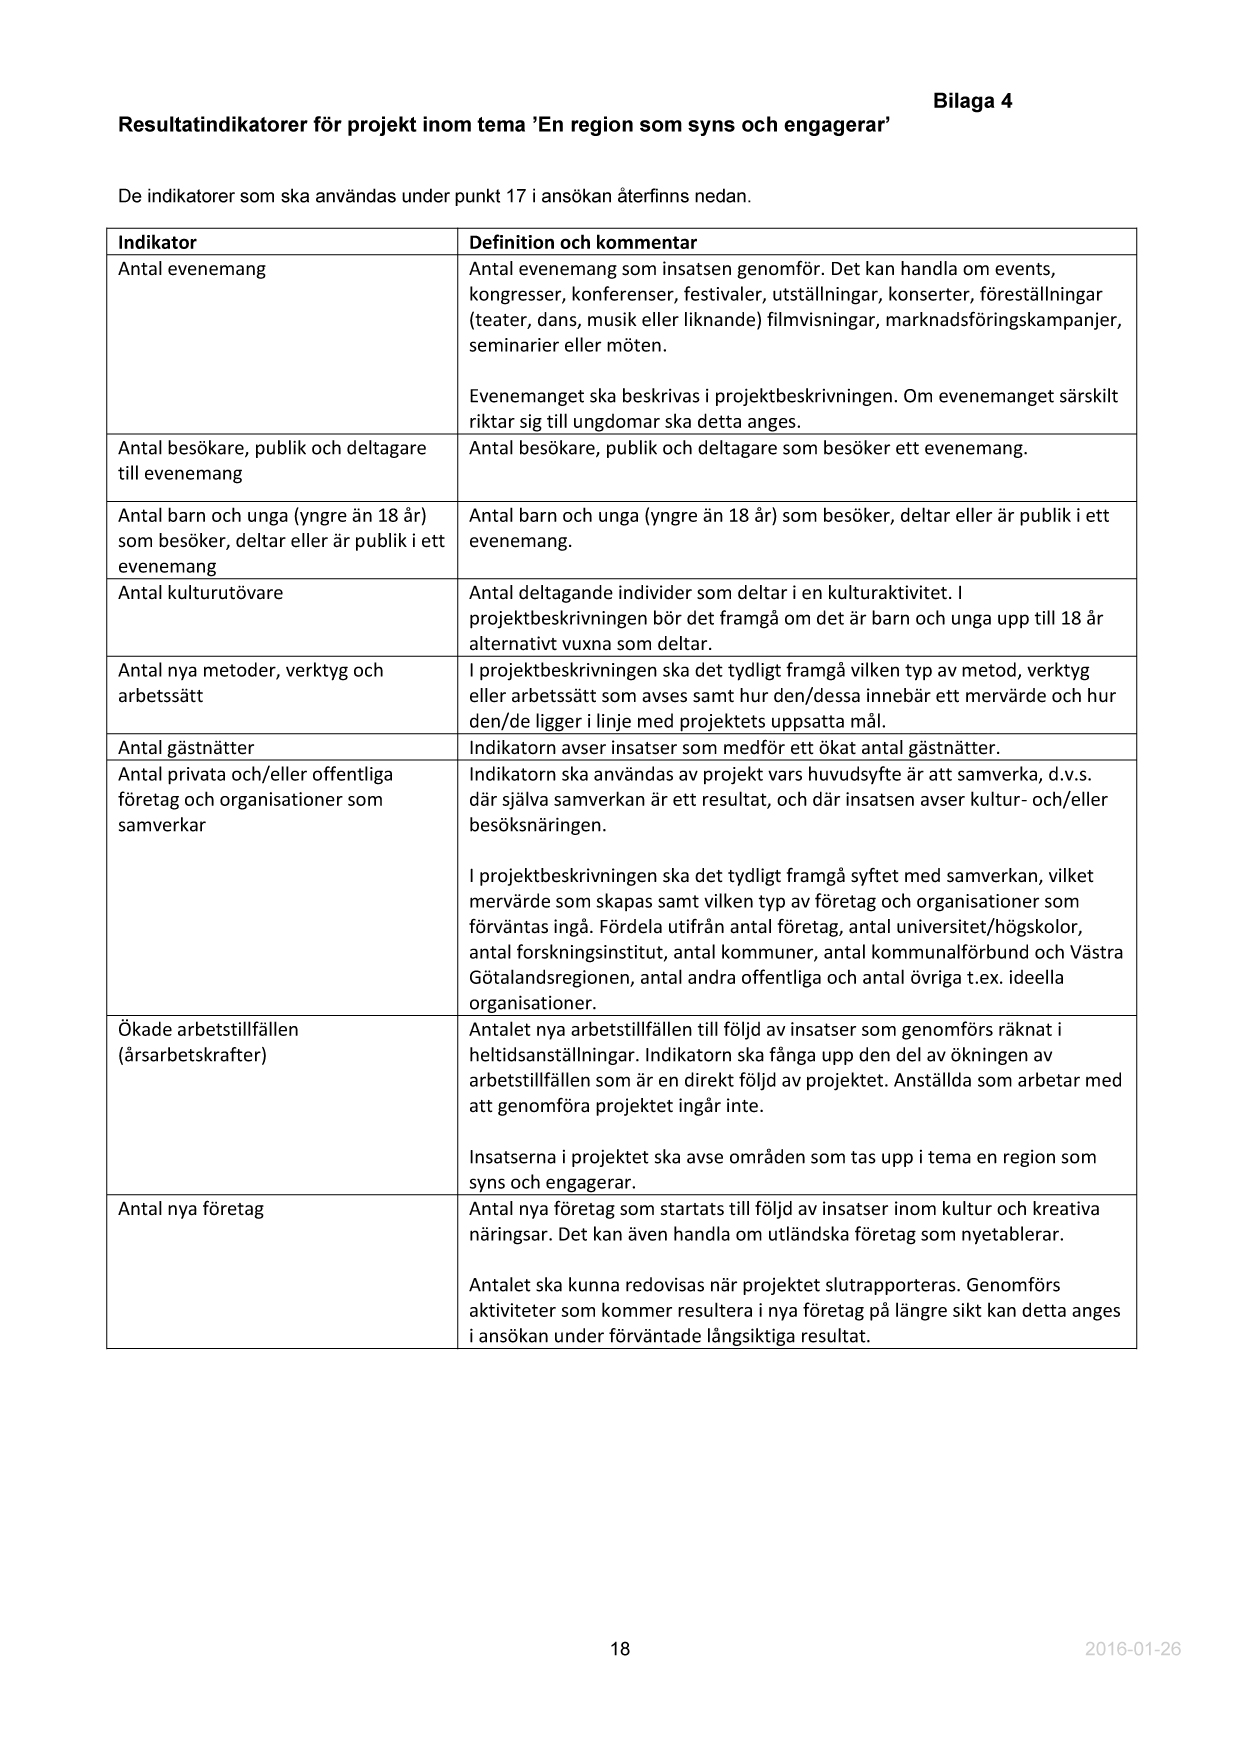 Bilaga 4
Resultatindikatorer för projekt inom tema ’En region som syns och engagerar’
De indikatorer som ska användas under punkt 17 i ansökan återfinns nedan.
Indikator
Definition och kommentar
Antal evenemang
Antal evenemang som insatsen genomför. Det kan handla om events,
kongresser, konferenser, festivaler, utställningar, konserter, föreställningar
(teater, dans, musik eller liknande) filmvisningar, marknadsföringskampanjer,
seminarier eller möten.
Evenemanget ska beskrivas i projektbeskrivningen. Om evenemanget särskilt
riktar sig till ungdomar ska detta anges.
Antal besökare, publik och deltagare
till evenemang
Antal besökare, publik och deltagare som besöker ett evenemang.
Antal barn och unga (yngre än 18 år)
som besöker, deltar eller är publik i ett
evenemang
Antal barn och unga (yngre än 18 år) som besöker, deltar eller är publik i ett
evenemang.
Antal kulturutövare
Antal deltagande individer som deltar i en kulturaktivitet. I
projektbeskrivningen bör det framgå om det är barn och unga upp till 18 år
alternativt vuxna som deltar.
Antal nya metoder, verktyg och
arbetssätt
I projektbeskrivningen ska det tydligt framgå vilken typ av metod, verktyg
eller arbetssätt som avses samt hur den/dessa innebär ett mervärde och hur
den/de ligger i linje med projektets uppsatta mål.
Antal gästnätter
Indikatorn avser insatser som medför ett ökat antal gästnätter.
Antal privata och/eller offentliga
företag och organisationer som
samverkar
Indikatorn ska användas av projekt vars huvudsyfte är att samverka, d.v.s.
där själva samverkan är ett resultat, och där insatsen avser kultur- och/eller
besöksnäringen.
I projektbeskrivningen ska det tydligt framgå syftet med samverkan, vilket
mervärde som skapas samt vilken typ av företag och organisationer som
förväntas ingå. Fördela utifrån antal företag, antal universitet/högskolor,
antal forskningsinstitut, antal kommuner, antal kommunalförbund och Västra
Götalandsregionen, antal andra offentliga och antal övriga t.ex. ideella
organisationer.
Ökade arbetstillfällen
(årsarbetskrafter)
Antalet nya arbetstillfällen till följd av insatser som genomförs räknat i
heltidsanställningar. Indikatorn ska fånga upp den del av ökningen av
arbetstillfällen som är en direkt följd av projektet. Anställda som arbetar med
att genomföra projektet ingår inte.
Insatserna i projektet ska avse områden som tas upp i tema en region som
syns och engagerar.
Antal nya företag
Antal nya företag som startats till följd av insatser inom kultur och kreativa
näringsar. Det kan även handla om utländska företag som nyetablerar.
Antalet ska kunna redovisas när projektet slutrapporteras. Genomförs
aktiviteter som kommer resultera i nya företag på längre sikt kan detta anges
i ansökan under förväntade långsiktiga resultat.
18
2016-01-26